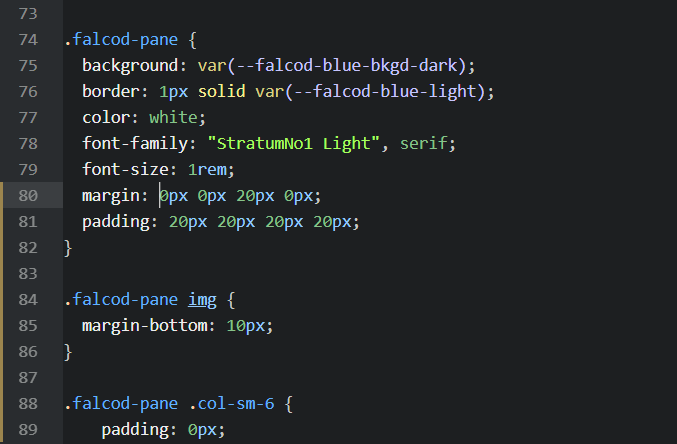 73
74 .falcod-pane {
75   background: var(--falcod-blue-bkgd-dark);
76   border: 1px solid var(--falcod-blue-light);
77   color: white;
78   font-family: "StratumNo1 Light", serif;
79   font-size: 1rem;
80   margin: 0px 0px 20px 0px;
81   padding: 20px 20px 20px 20px;
82 }
83
84 .falcod-pane img {
85   margin-bottom: 10px;
86 }
87
88 .falcod-pane .col-sm-6 {
89     padding: 0px;